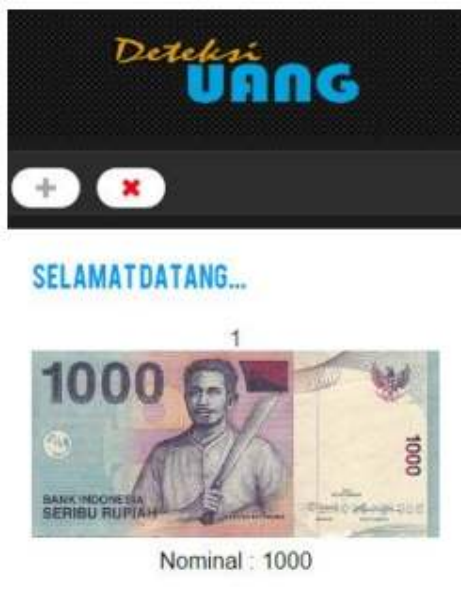 Deteksi
UANG
SELAMAT DATANG...
1
1000
1000
BANK INDONESIA
SERIBU RUPIAH
Nominal : 1000